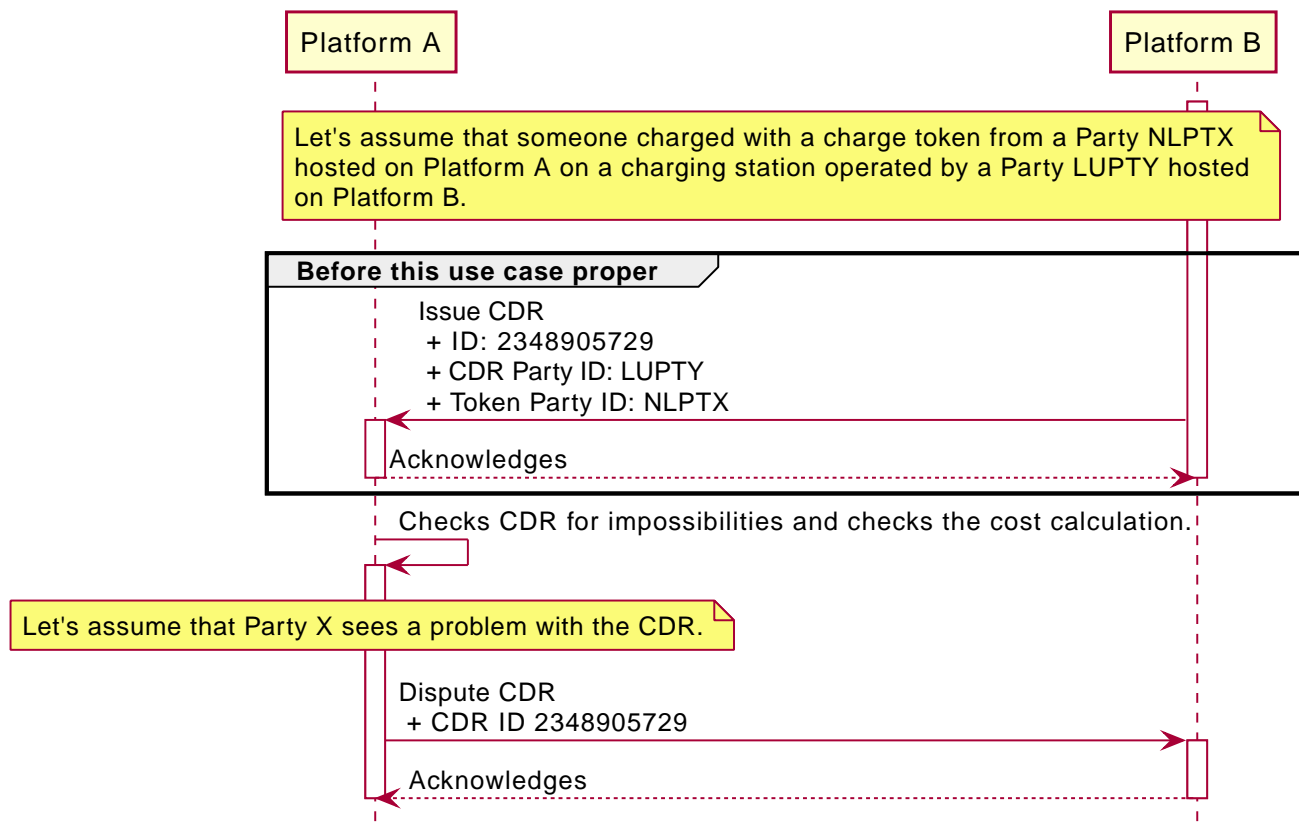 Platform A
Platform B
Let's assume that someone charged with a charge token from a Party NLPTX
hosted on Platform A on a charging station operated by a Party LUPTY hosted
on Platform B.
Before this use case proper
Issue CDR
+ ID: 2348905729
+ CDR Party ID: LUPTY
+ Token Party ID: NLPTX
Acknowledges
Checks CDR for impossibilities and checks the cost calculation.
Let's assume that Party X sees a problem with the CDR.
Dispute CDR
+ CDR ID 2348905729
Acknowledges